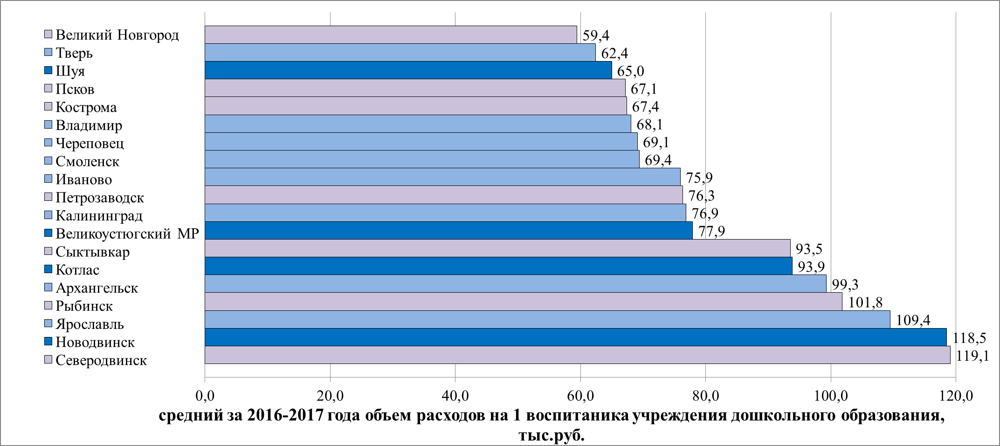 Великий Новгород 59,4
Тверь 62,4
Шуя 65,0
Псков 67,1
Кострома 67,4
Владимир 68,1
Череповец 69,1
Смоленск 69,4
Иваново 75,9
Петрозаводск 76,3
Калининград 76,9
Великоустюгский МР 77,9
Сыктывкар 93,5
Котлас 93,9
Архангельск 99,3
Рыбинск 101,8
Ярославль 109,4
Новодвинск 118,5
Северодвинск 119,1
0,0 20,0 40,0 60,0 80,0 100,0 120,0
средний за 2016-2017 года объем расходов на 1 воспитаника учреждения дошкольного образования,
тыс.руб.